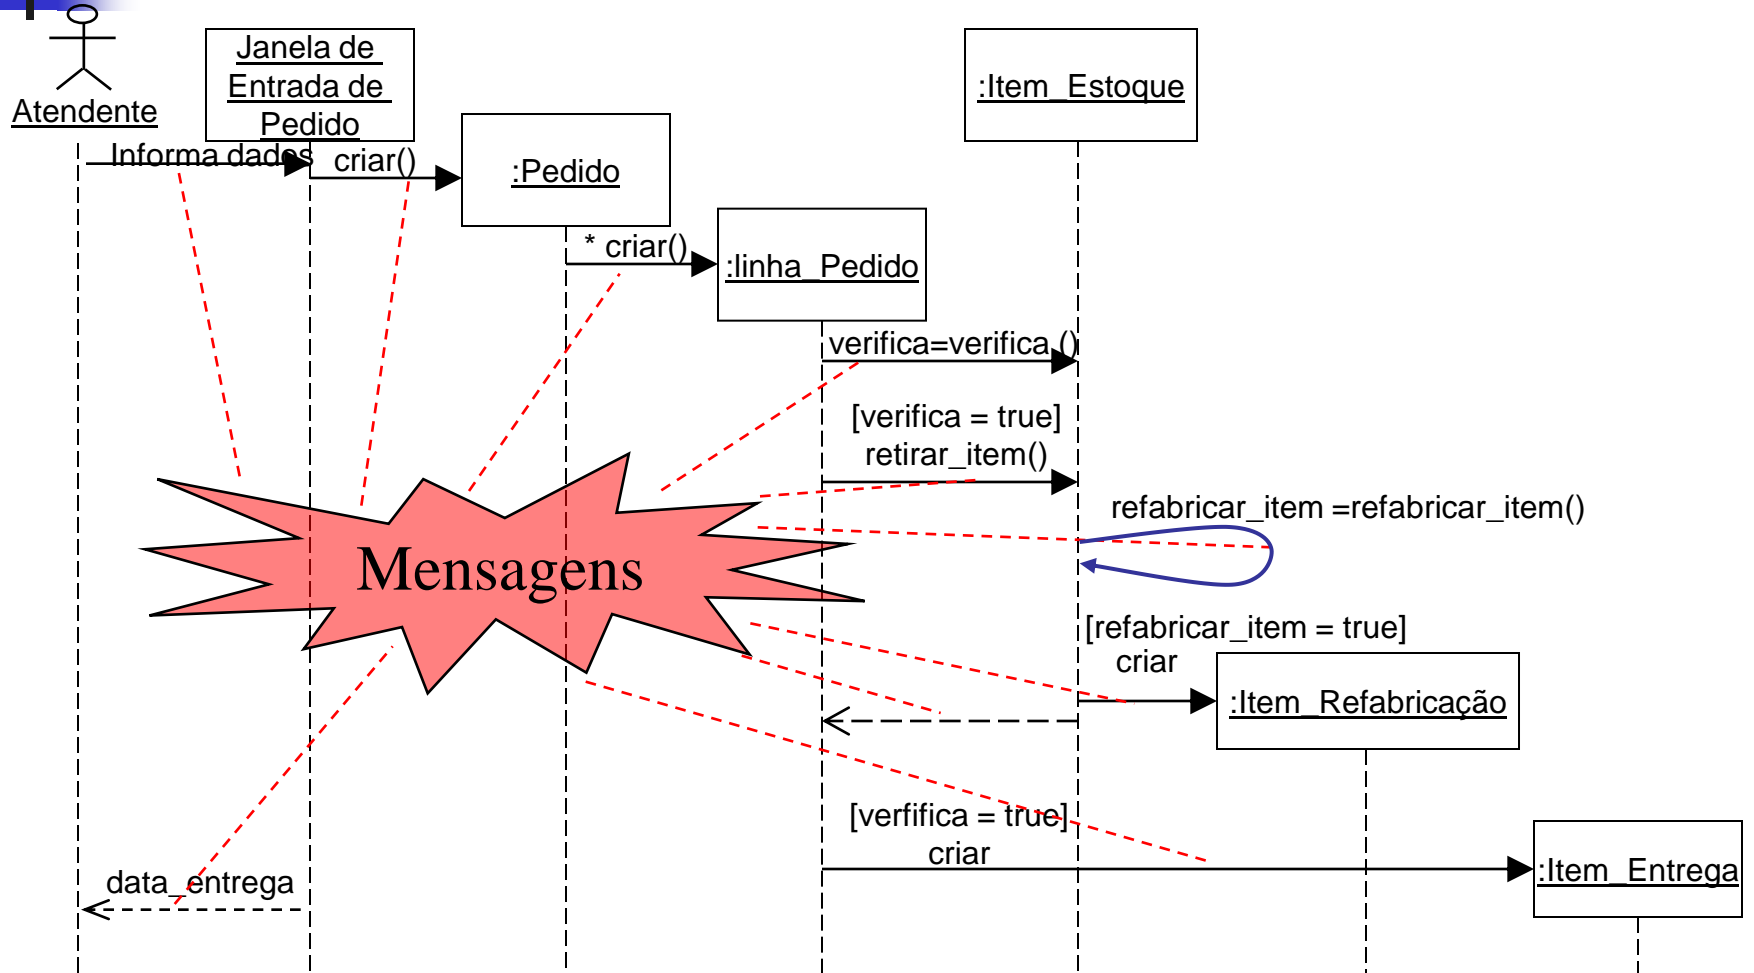 Atendente
Janela de
Entrada de
Pedido
:Item_Estoque
Informa dados
criar()
:Pedido
* criar()
:linha_Pedido
verifica=verifica ()
[verifica = true]
retirar_item()
refabricar_item =refabricar_item()
Mensagens
[refabricar_item = true]
criar
:Item_Refabricação
[verfifica = true]
criar
:Item_Entrega
data_entrega